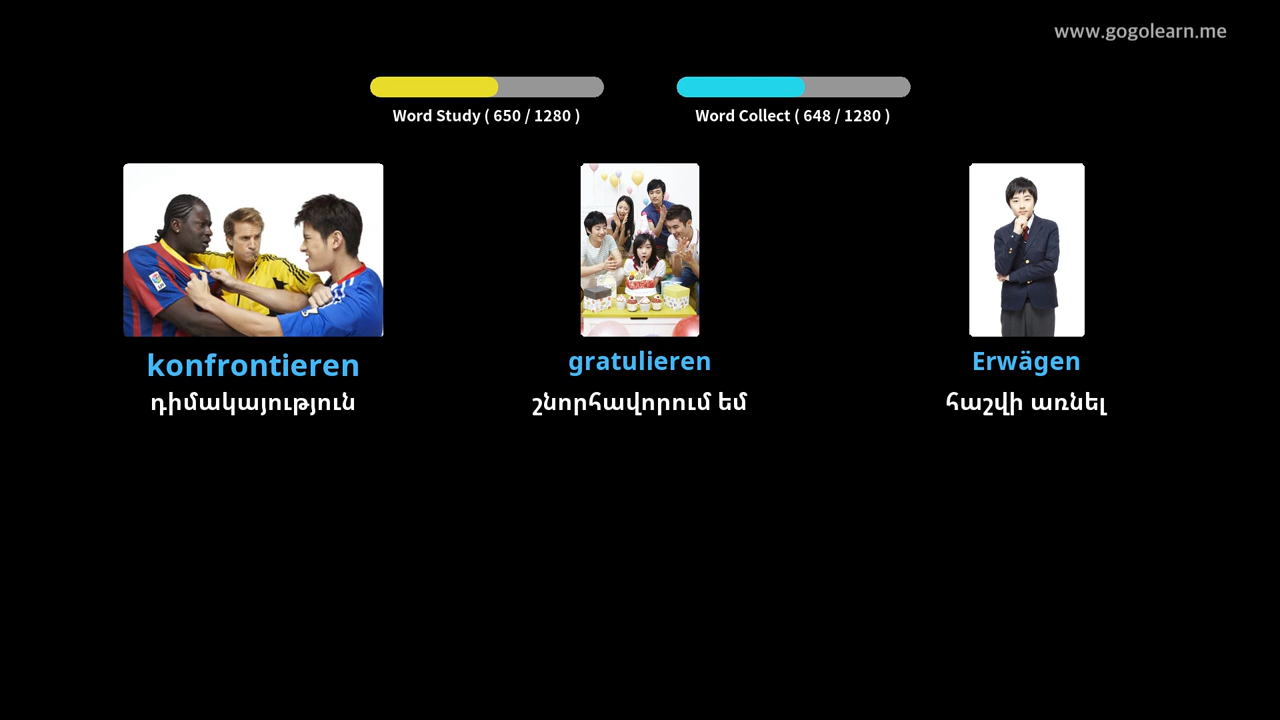 www.gogolearn.me
Word Study ( 650 / 1280 )
Word Collect ( 648 / 1280 )
konfrontieren
դիմակայություն
gratulieren
շնորհավորում եմ
Erwägen
հաշվի առնել